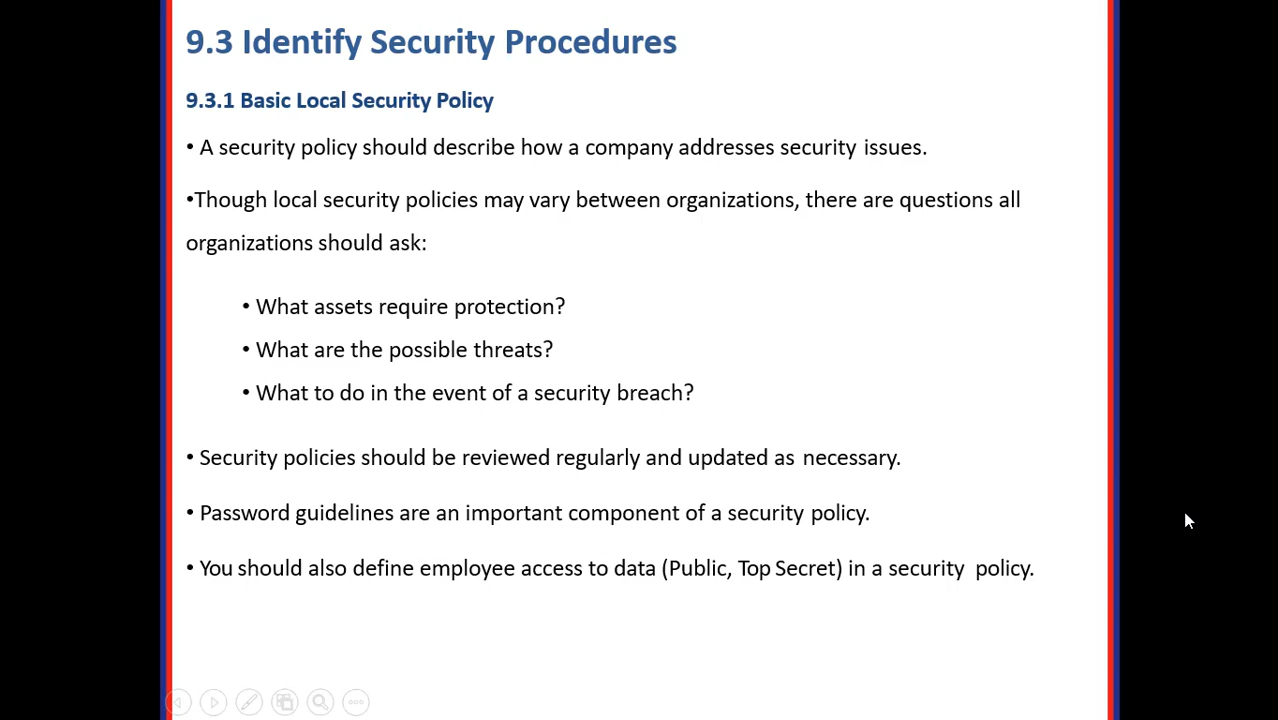 9.3 Identify Security Procedures
9.3.1 Basic Local Security Policy
• A security policy should describe how a company addresses security issues.
•Though local security policies may vary between organizations, there are questions all
organizations should ask:
• What assets require protection?
• What are the possible threats?
• What to do in the event of a security breach?
• Security policies should be reviewed regularly and updated as necessary.
• Password guidelines are an important component of a security policy.
• You should also define employee access to data (Public, Top Secret) in a security policy.